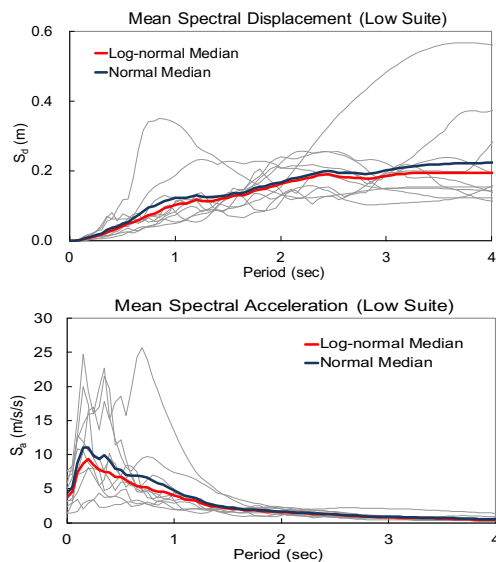 Mean Spectral Displacement (Low Suite)
0.6
Log-normal Median
Normal Median
0.4
S_d (m)
0.2
0.0
0 1 2 3 4
Period (sec)
Mean Spectral Acceleration (Low Suite)
30
25
Log-normal Median
Normal Median
20
S_a (m/s/s)
15
10
5
0
0 1 2 3 4
Period (sec)